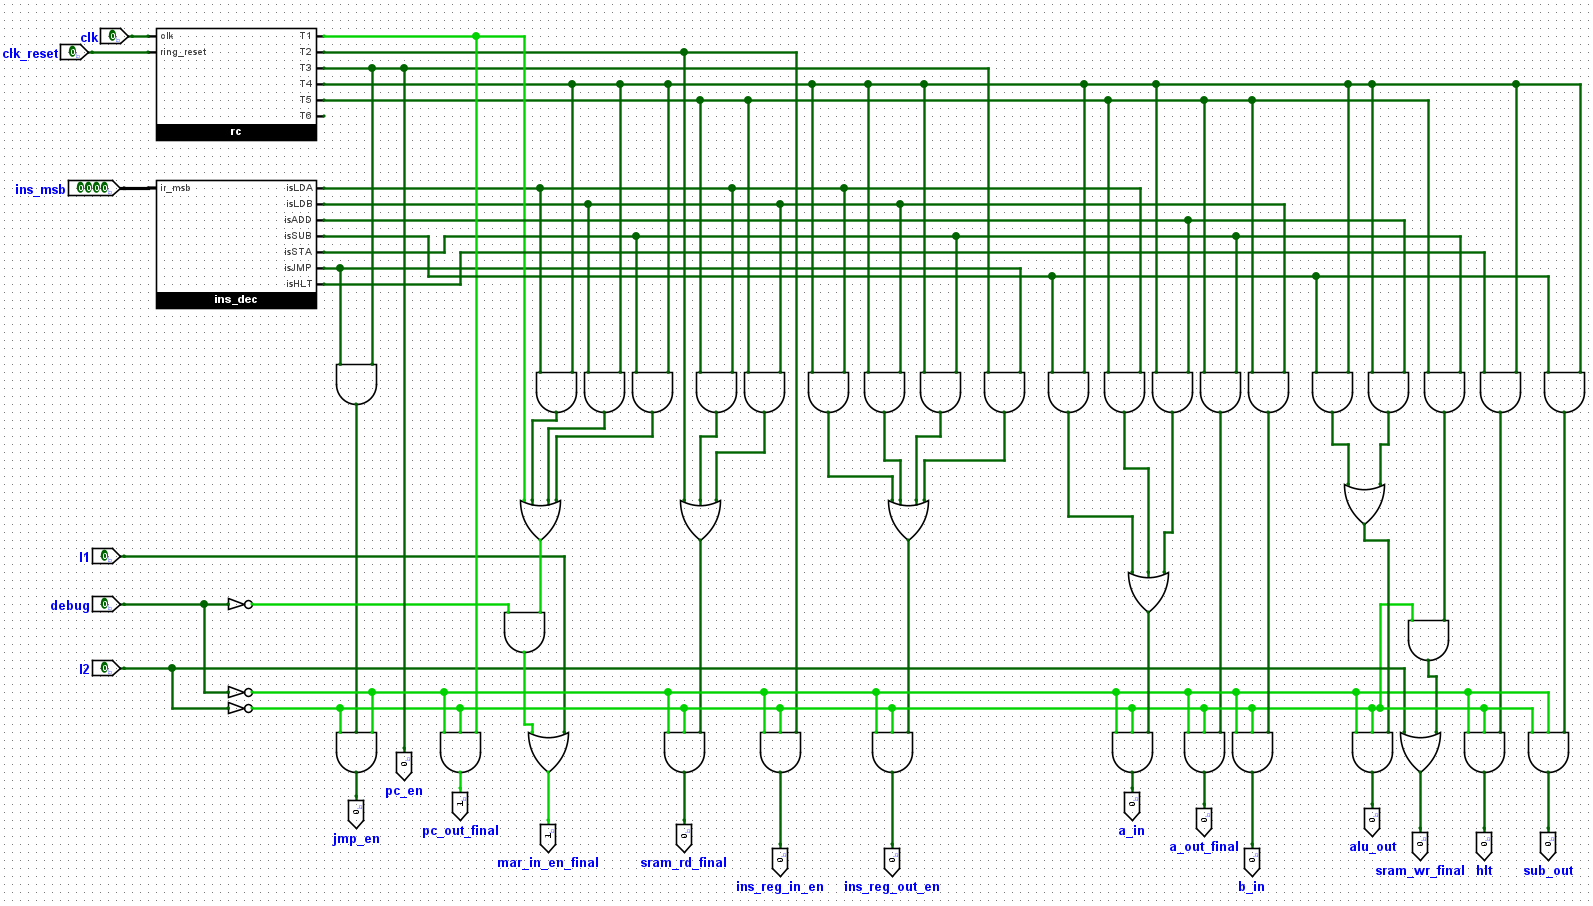 clk
0
clk
T1
clk_reset
0
ring_reset
T2
T3
T4
T5
T6
rc
ins_msb
0000
ir_msb
isLDA
isLDB
isADD
isSUB
isSTA
isJMP
isHLT
ins_dec
I1
0
debug
0
I2
0
0
jmp_en
0
pc_en
1
pc_out_final
1
mar_in_en_final
0
sram_rd_final
0
ins_reg_in_en
0
ins_reg_out_en
0
a_in
0
a_out_final
0
b_in
0
alu_out
0
sram_wr_final
0
hlt
0
sub_out